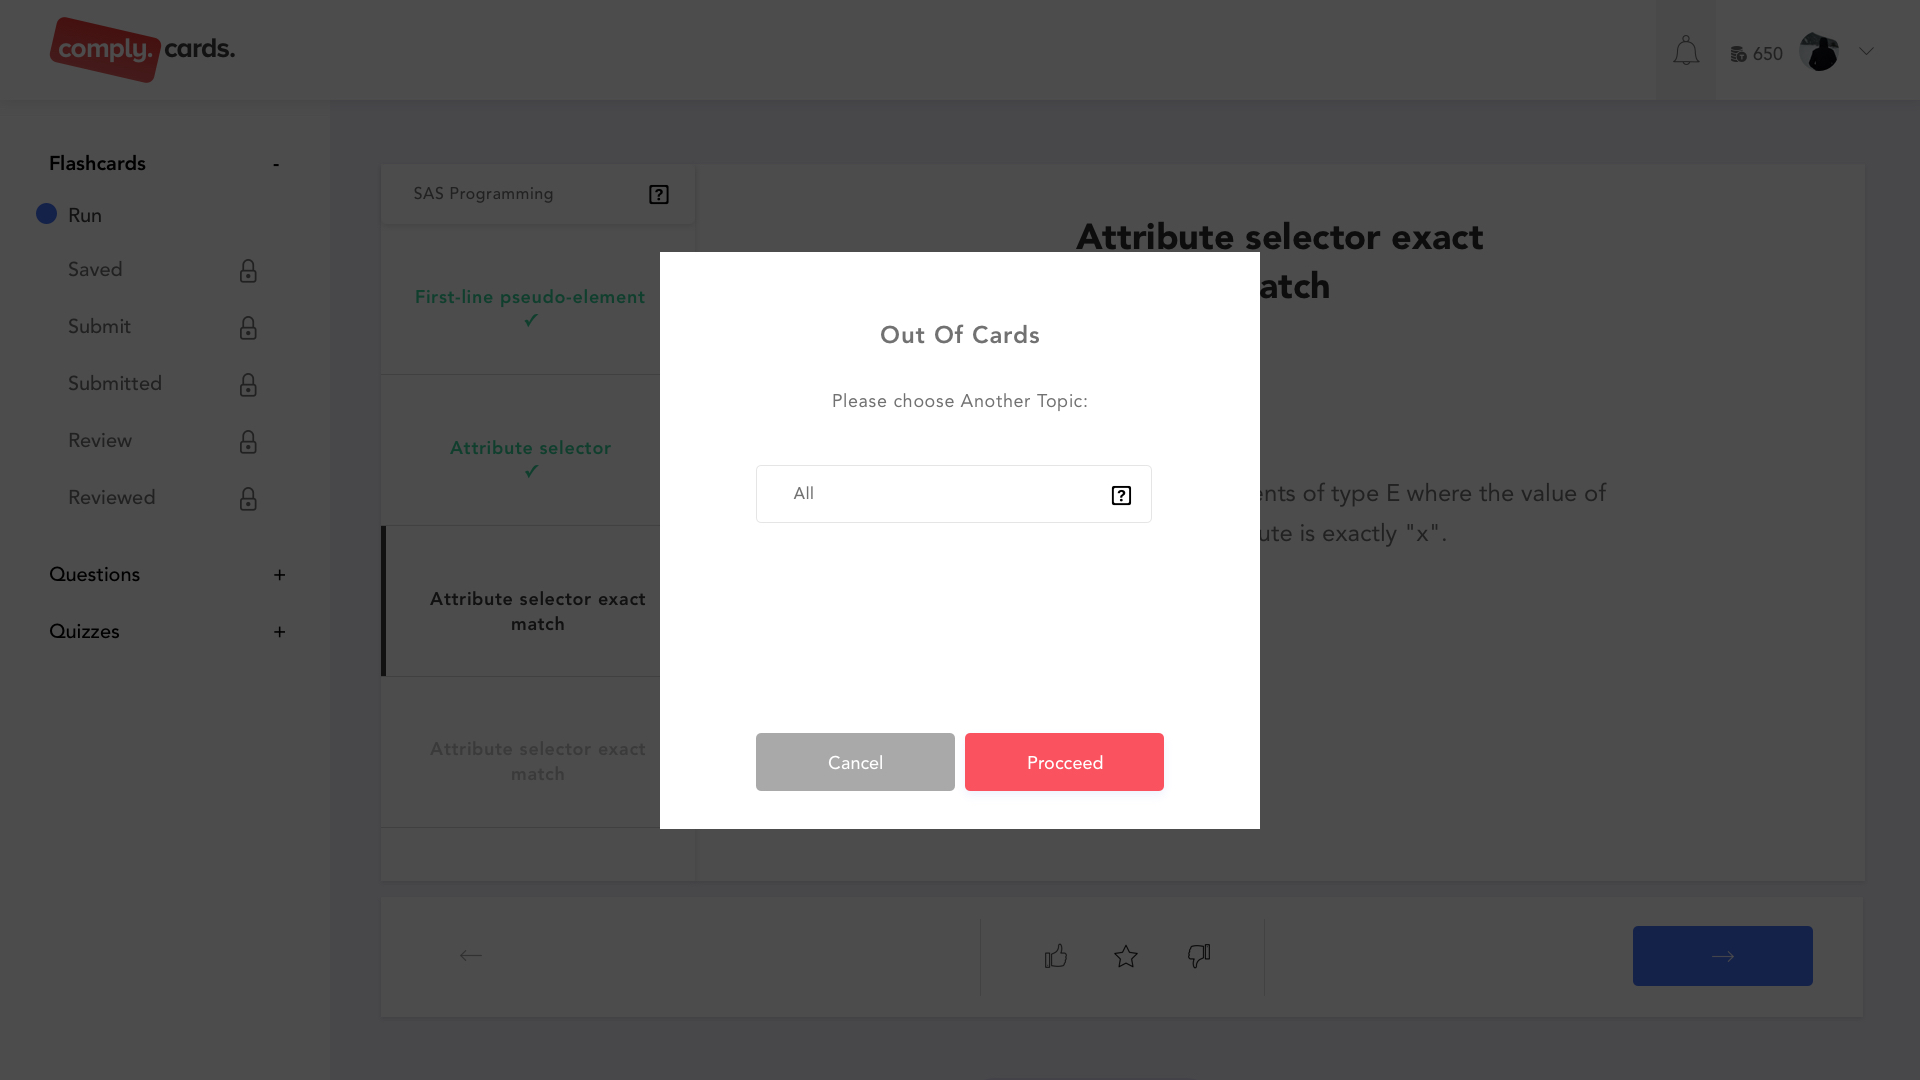 comply. cards.
650
Flashcards -
Run
Saved
Submit
Submitted
Review
Reviewed
Questions +
Quizzes +
SAS Programming ?
First-line pseudo-element
✓
Attribute selector
✓
Attribute selector exact
match
Attribute selector exact
match
Attribute selector exact
atch
ents of type E where the value of
ute is exactly "x".
Out Of Cards
Please choose Another Topic:
All ?
Cancel
Procceed